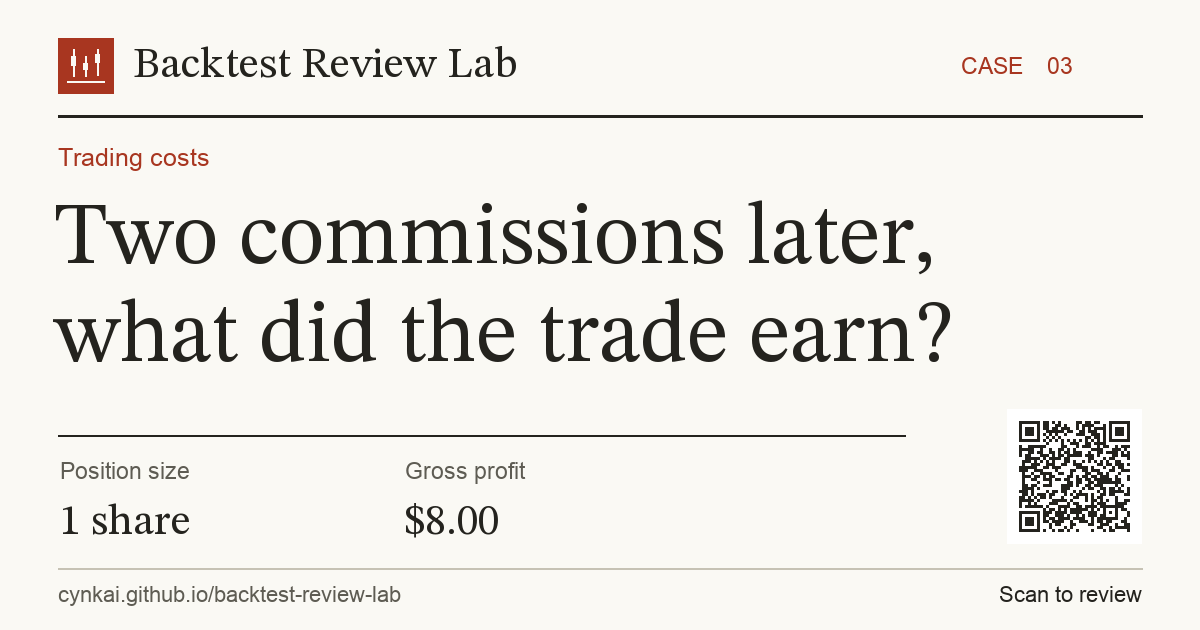 Backtest Review Lab
CASE 03
Trading costs
Two commissions later,
what did the trade earn?
Position size
Gross profit
1 share
$8.00
cynkai.github.io/backtest-review-lab
Scan to review